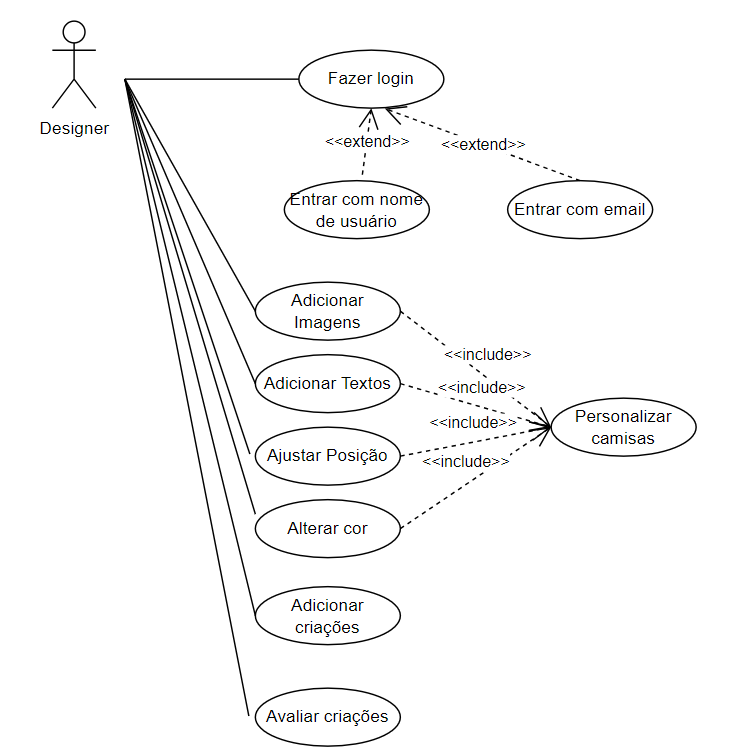 Fazer login
Designer
<<extend>>
<<extend>>
Entrar com nome
de usuário
Entrar com email
Adicionar
Imagens
<<include>>
Adicionar Textos
<<include>>
Personalizar
camisas
<<include>>
Ajustar Posição
<<include>>
Alterar cor
Adicionar
criações
Avaliar criações